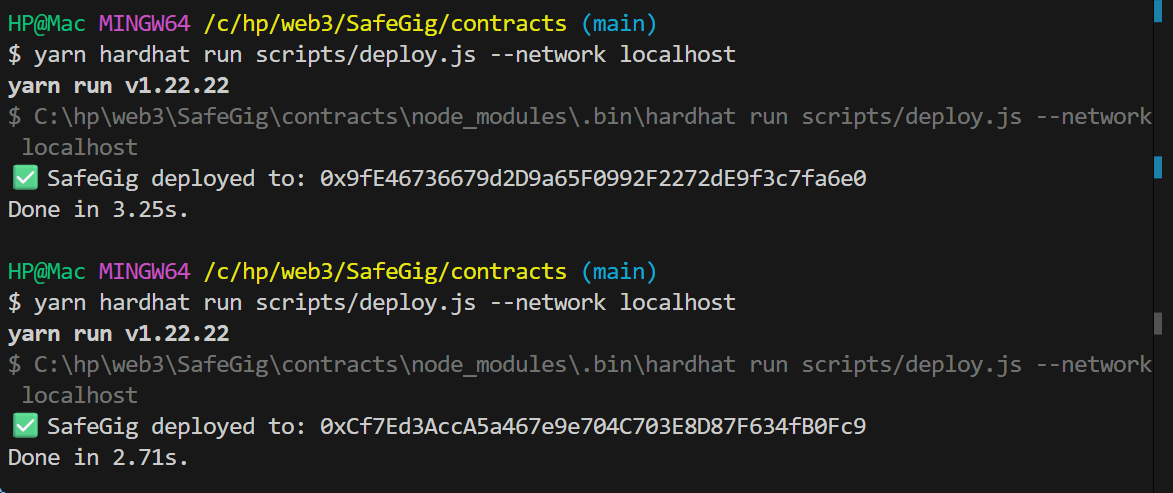 HP@Mac MINGW64 /c/hp/web3/SafeGig/contracts (main)
$ yarn hardhat run scripts/deploy.js --network localhost
yarn run v1.22.22
$ C:\hp\web3\SafeGig\contracts\node_modules\.bin\hardhat run scripts/deploy.js --network
localhost
✅ SafeGig deployed to: 0x9fE46736679d2D9a65F0992F2272dE9f3c7fa6e0
Done in 3.25s.
HP@Mac MINGW64 /c/hp/web3/SafeGig/contracts (main)
$ yarn hardhat run scripts/deploy.js --network localhost
yarn run v1.22.22
$ C:\hp\web3\SafeGig\contracts\node_modules\.bin\hardhat run scripts/deploy.js --network
localhost
✅ SafeGig deployed to: 0xCf7Ed3AccA5a467e9e704C703E8D87F634fB0Fc9
Done in 2.71s.